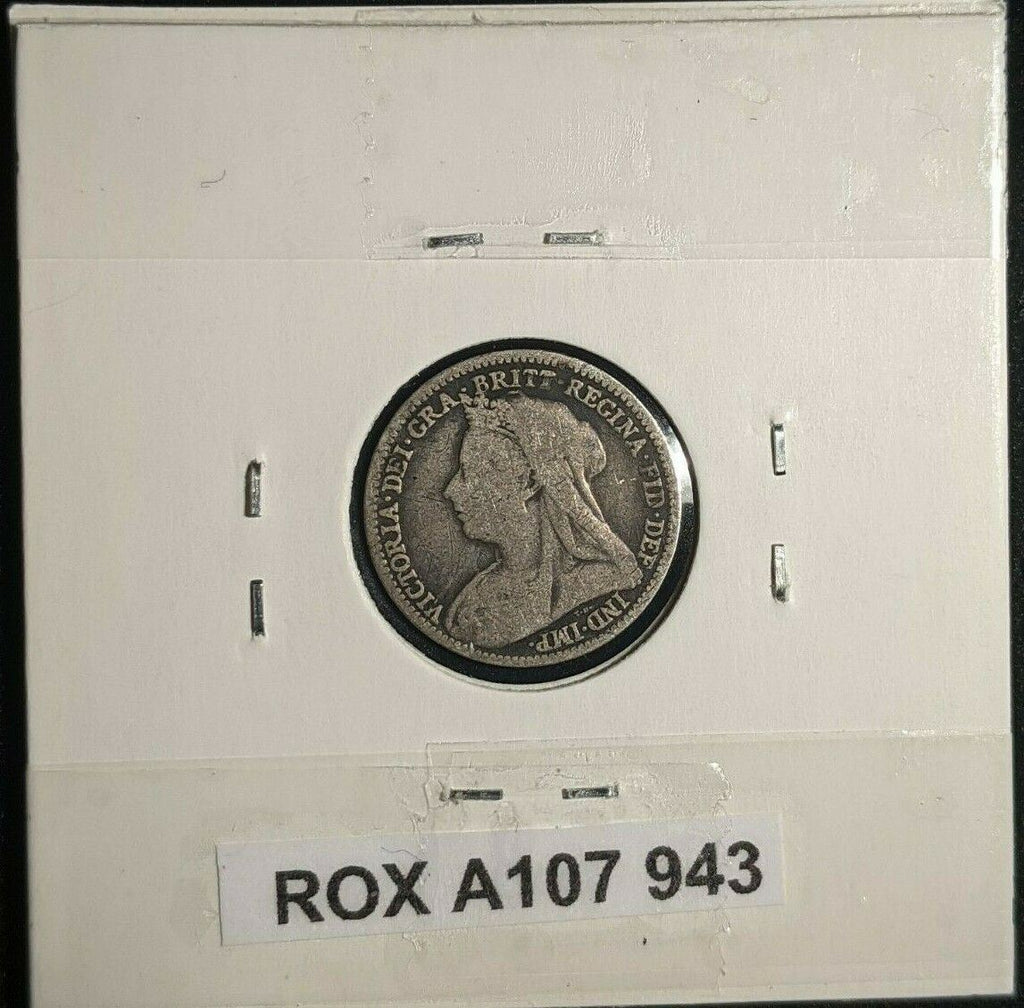 VICTORIA·DEI·GRA·BRITT·REGINA·FID·DEF·IND·IMP.
ROX A107 943